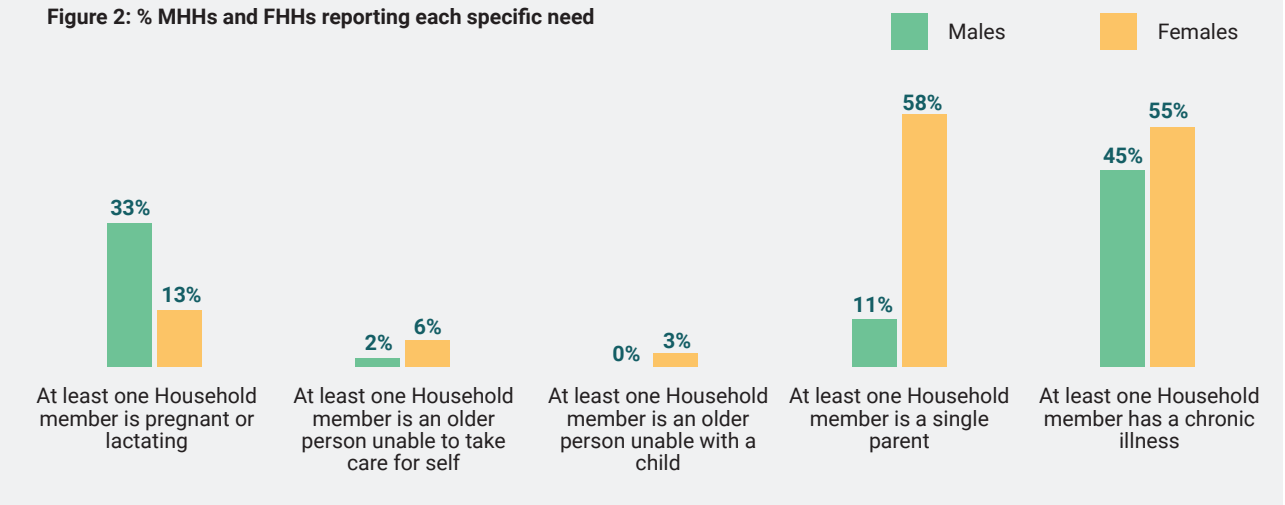 Figure 2: % MHHs and FHHs reporting each specific need
Males
Females
33%
13%
2%
6%
0%
3%
11%
58%
45%
55%
At least one Household
member is pregnant or
lactating
At least one Household
member is an older
person unable to take
care for self
At least one Household
member is an older
person unable with a
child
At least one Household
member is a single
parent
At least one Household
member has a chronic
illness